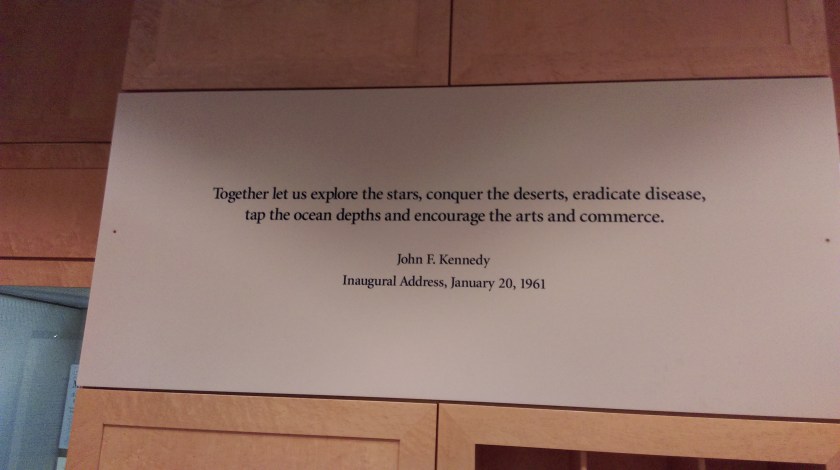 Together let us explore the stars, conquer the deserts, eradicate disease,
tap the ocean depths and encourage the arts and commerce.
John F. Kennedy
Inaugural Address, January 20, 1961